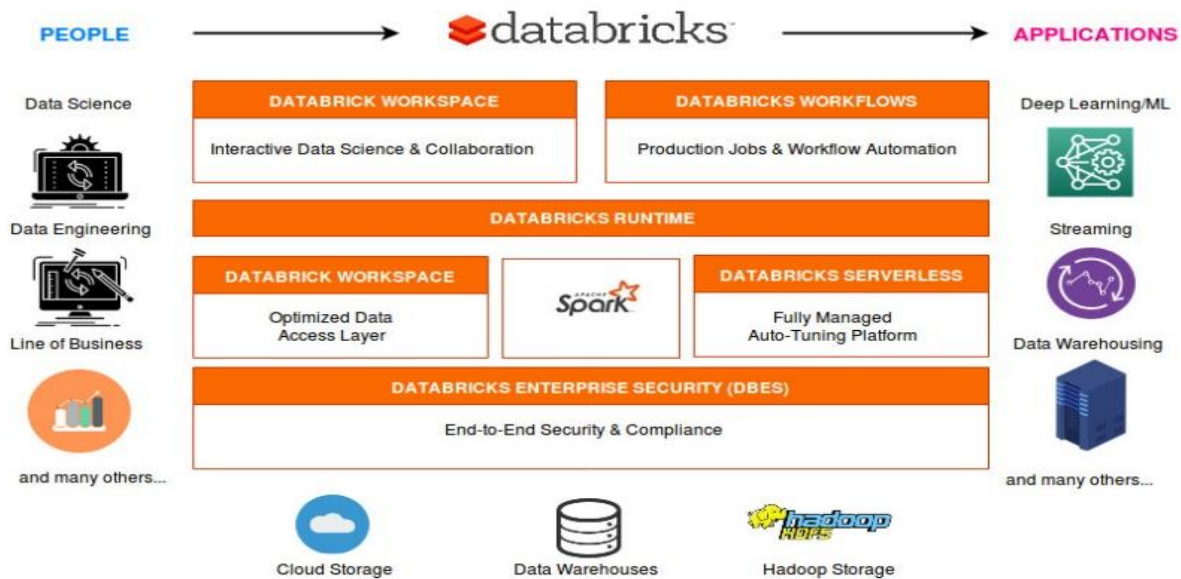 PEOPLE
databricks
APPLICATIONS
Data Science
Data Engineering
Line of Business
and many others...
DATABRICK WORKSPACE
Interactive Data Science & Collaboration
DATABRICKS WORKFLOWS
Production Jobs & Workflow Automation
DATABRICKS RUNTIME
DATABRICK WORKSPACE
Optimized Data
Access Layer
APACHE
Spark
DATABRICKS SERVERLESS
Fully Managed
Auto-Tuning Platform
DATABRICKS ENTERPRISE SECURITY (DBES)
End-to-End Security & Compliance
Deep Learning/ML
Streaming
Data Warehousing
and many others...
Cloud Storage
Data Warehouses
hadoop
HDFS
Hadoop Storage